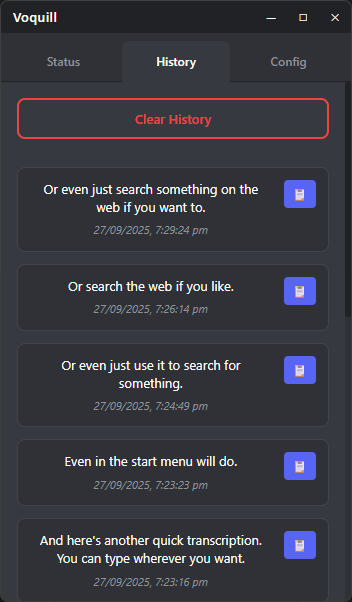 Voquill
Status
History
Config
Clear History
Or even just search something on the
web if you want to.
27/09/2025, 7:29:24 pm
Or search the web if you like.
27/09/2025, 7:26:14 pm
Or even just use it to search for
something.
27/09/2025, 7:24:49 pm
Even in the start menu will do.
27/09/2025, 7:23:23 pm
And here's another quick transcription.
You can type wherever you want.
27/09/2025, 7:23:16 pm